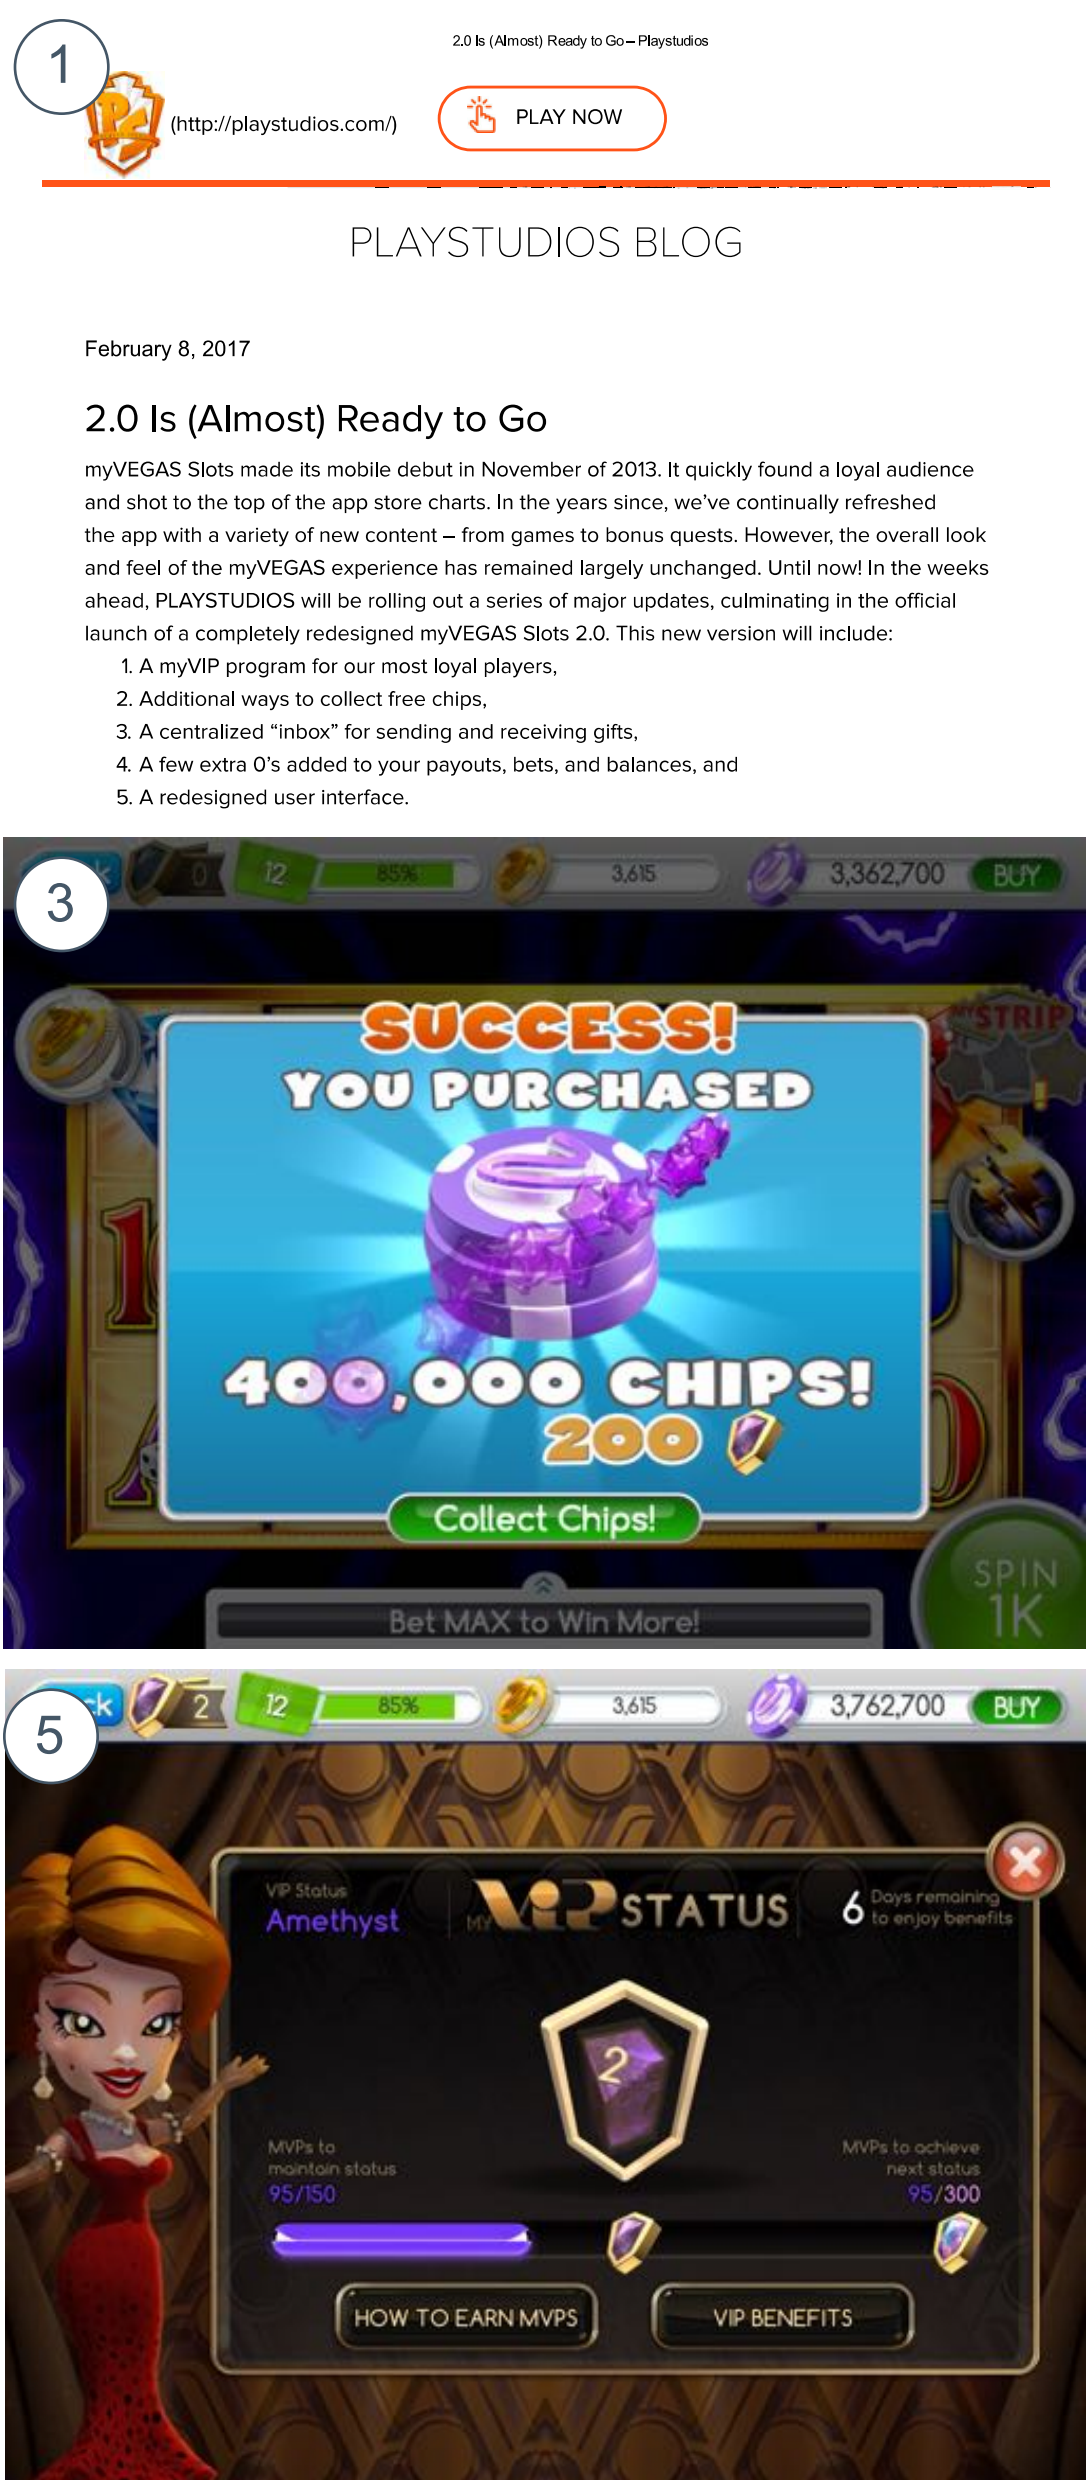 1
2.0 Is (Almost) Ready to Go – Playstudios
(http://playstudios.com/)
PLAY NOW
PLAYSTUDIOS BLOG
February 8, 2017
2.0 Is (Almost) Ready to Go
myVEGAS Slots made its mobile debut in November of 2013. It quickly found a loyal audience
and shot to the top of the app store charts. In the years since, we've continually refreshed
the app with a variety of new content – from games to bonus quests. However, the overall look
and feel of the myVEGAS experience has remained largely unchanged. Until now! In the weeks
ahead, PLAYSTUDIOS will be rolling out a series of major updates, culminating in the official
launch of a completely redesigned myVEGAS Slots 2.0. This new version will include:
1. A myVIP program for our most loyal players,
2. Additional ways to collect free chips,
3. A centralized “inbox” for sending and receiving gifts,
4. A few extra 0's added to your payouts, bets, and balances, and
5. A redesigned user interface.
3
0 12 85% 3,615 3,362,700 BUY
MYSTRIP
SUCCESS!
YOU PURCHASED
400,000 CHIPS!
200
Collect Chips!
SPIN
1K
Bet MAX to Win More!
5
ck 2 12 85% 3,615 3,762,700 BUY
VIP Status
Amethyst
MY VIP STATUS
6 Days remaining
to enjoy benefits
2
MVPs to
maintain status
95/150
MVPs to achieve
next status
95/300
HOW TO EARN MVPS
VIP BENEFITS